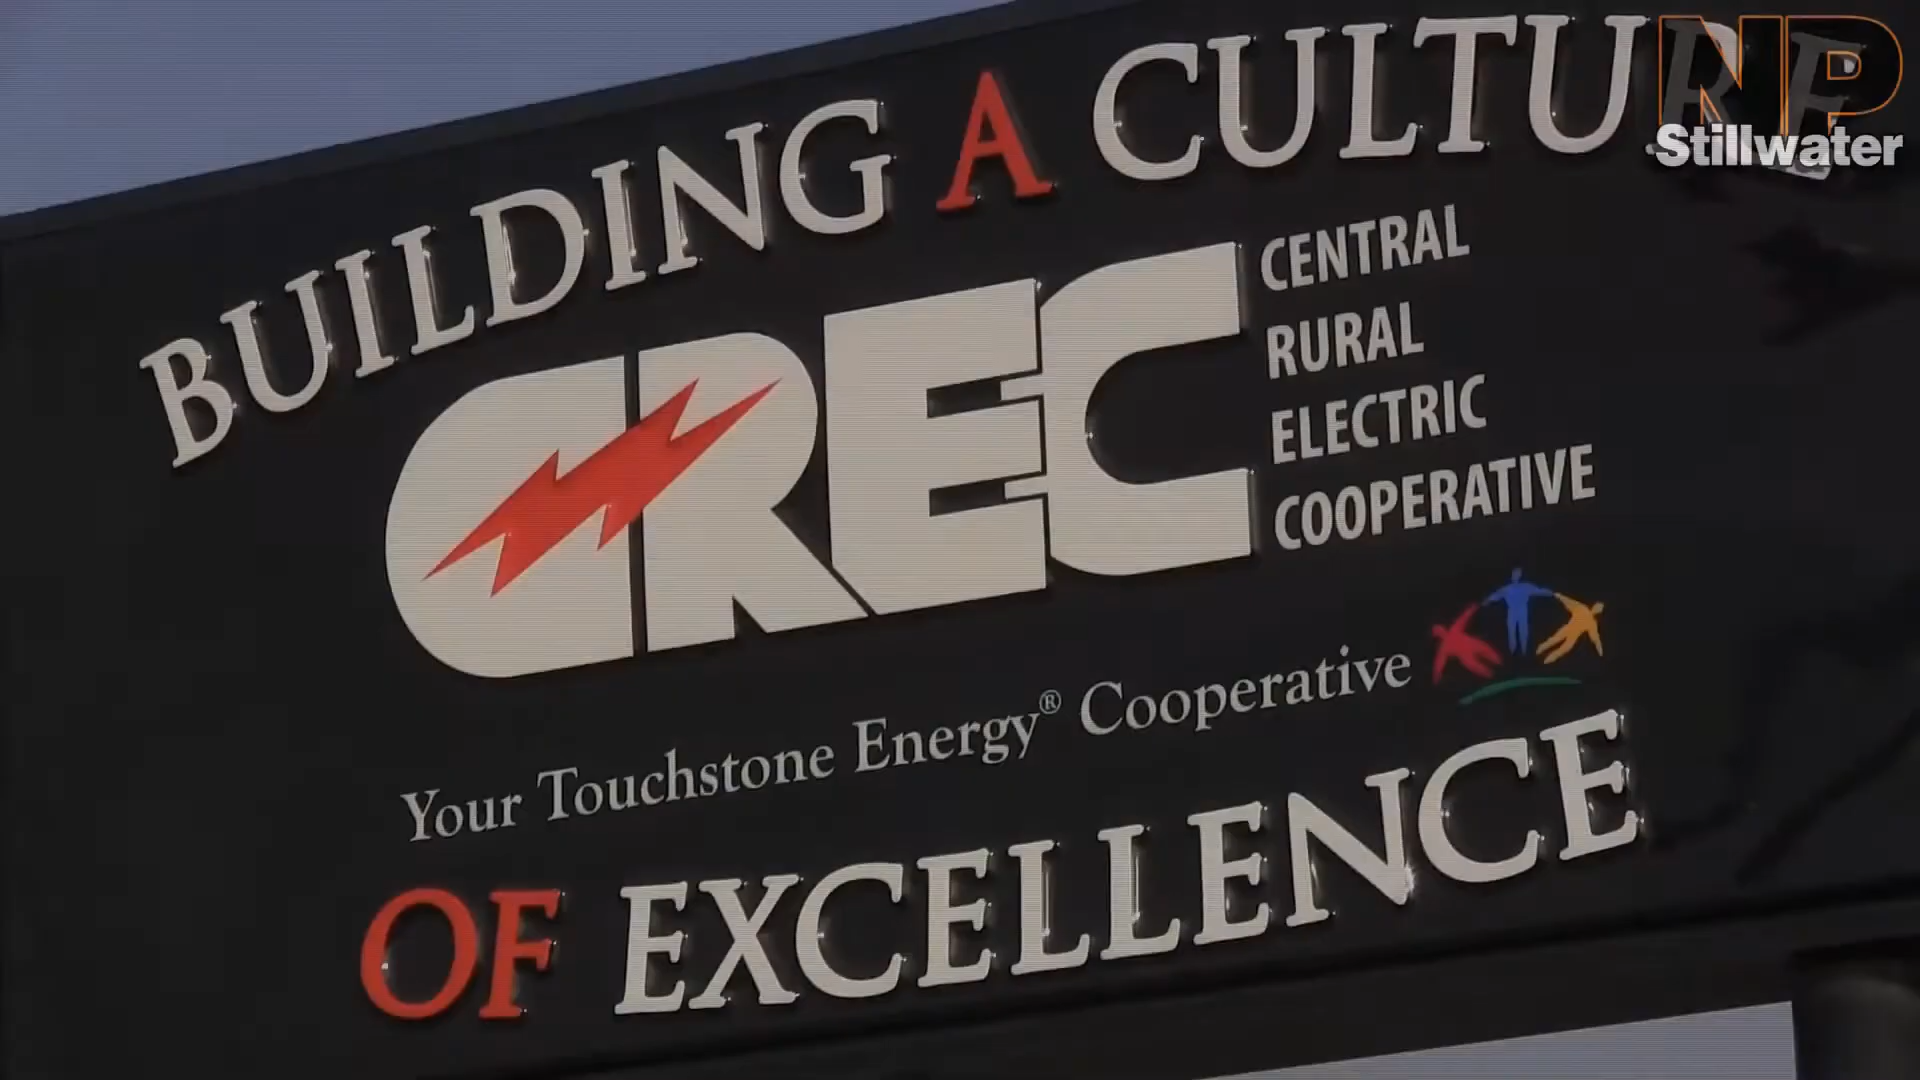 BUILDING A CULTURE
CREC
CENTRAL
RURAL
ELECTRIC
COOPERATIVE
Your Touchstone Energy® Cooperative
OF EXCELLENCE
NP
Stillwater